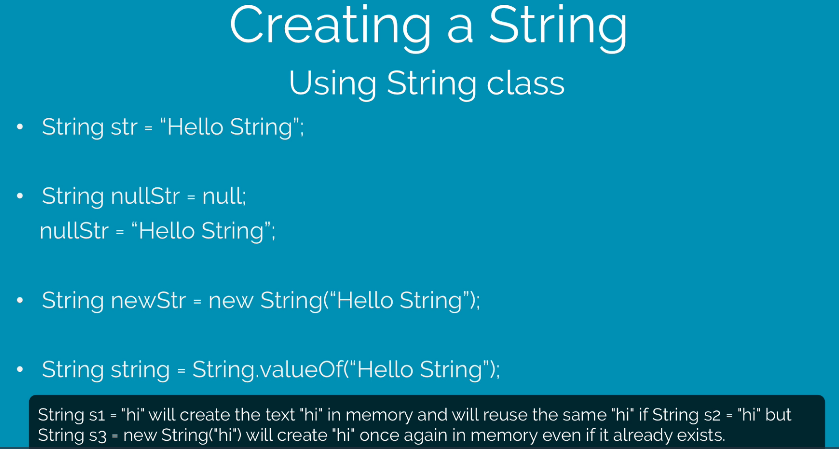 Creating a String
Using String class
• String str = “Hello String”;
• String nullStr = null;
nullStr = “Hello String”;
• String newStr = new String(“Hello String”);
• String string = String.valueOf(“Hello String”);
String s1 = "hi" will create the text "hi" in memory and will reuse the same "hi" if String s2 = "hi" but
String s3 = new String("hi") will create "hi" once again in memory even if it already exists.